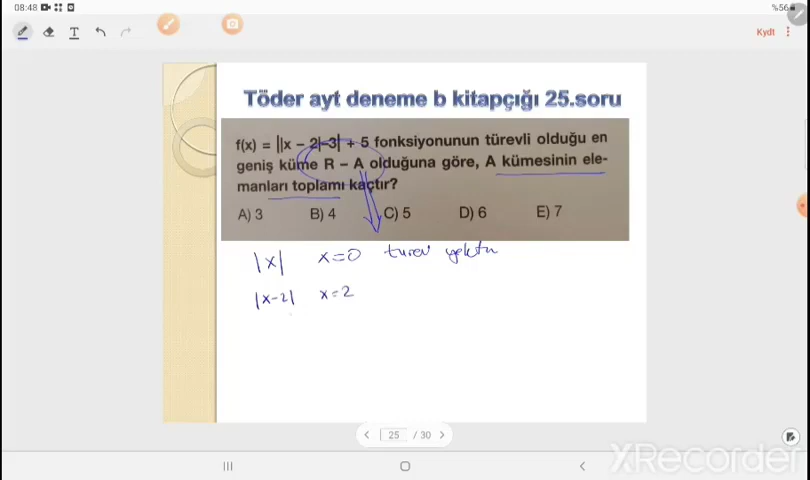 08:48
%56
T
Kydt
Töder ayt deneme b kitapçığı 25.soru
f(x) = ||x – 2|–3| + 5 fonksiyonunun türevli olduğu en
geniş küme R – A olduğuna göre, A kümesinin ele-
manları toplamı kaçtır?
A) 3 B) 4 C) 5 D) 6 E) 7
|x| x=0 türev yoktur
|x-2| x=2
25 / 30
XRecorder